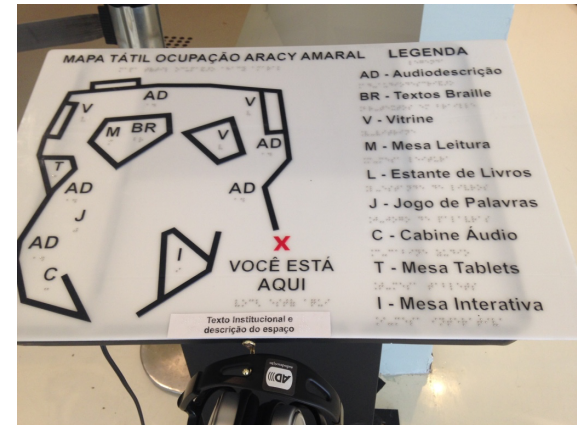 MAPA TÁTIL OCUPAÇÃO ARACY AMARAL
LEGENDA
AD - Audiodescrição
BR - Textos Braille
V - Vitrine
M - Mesa Leitura
L - Estante de Livros
J - Jogo de Palavras
C - Cabine Áudio
T - Mesa Tablets
I - Mesa Interativa
AD
V
V
M BR
V
AD
T
AD
AD
J
AD
I
C
X
VOCÊ ESTÁ
AQUI
Texto Institucional e
descrição do espaço
AD